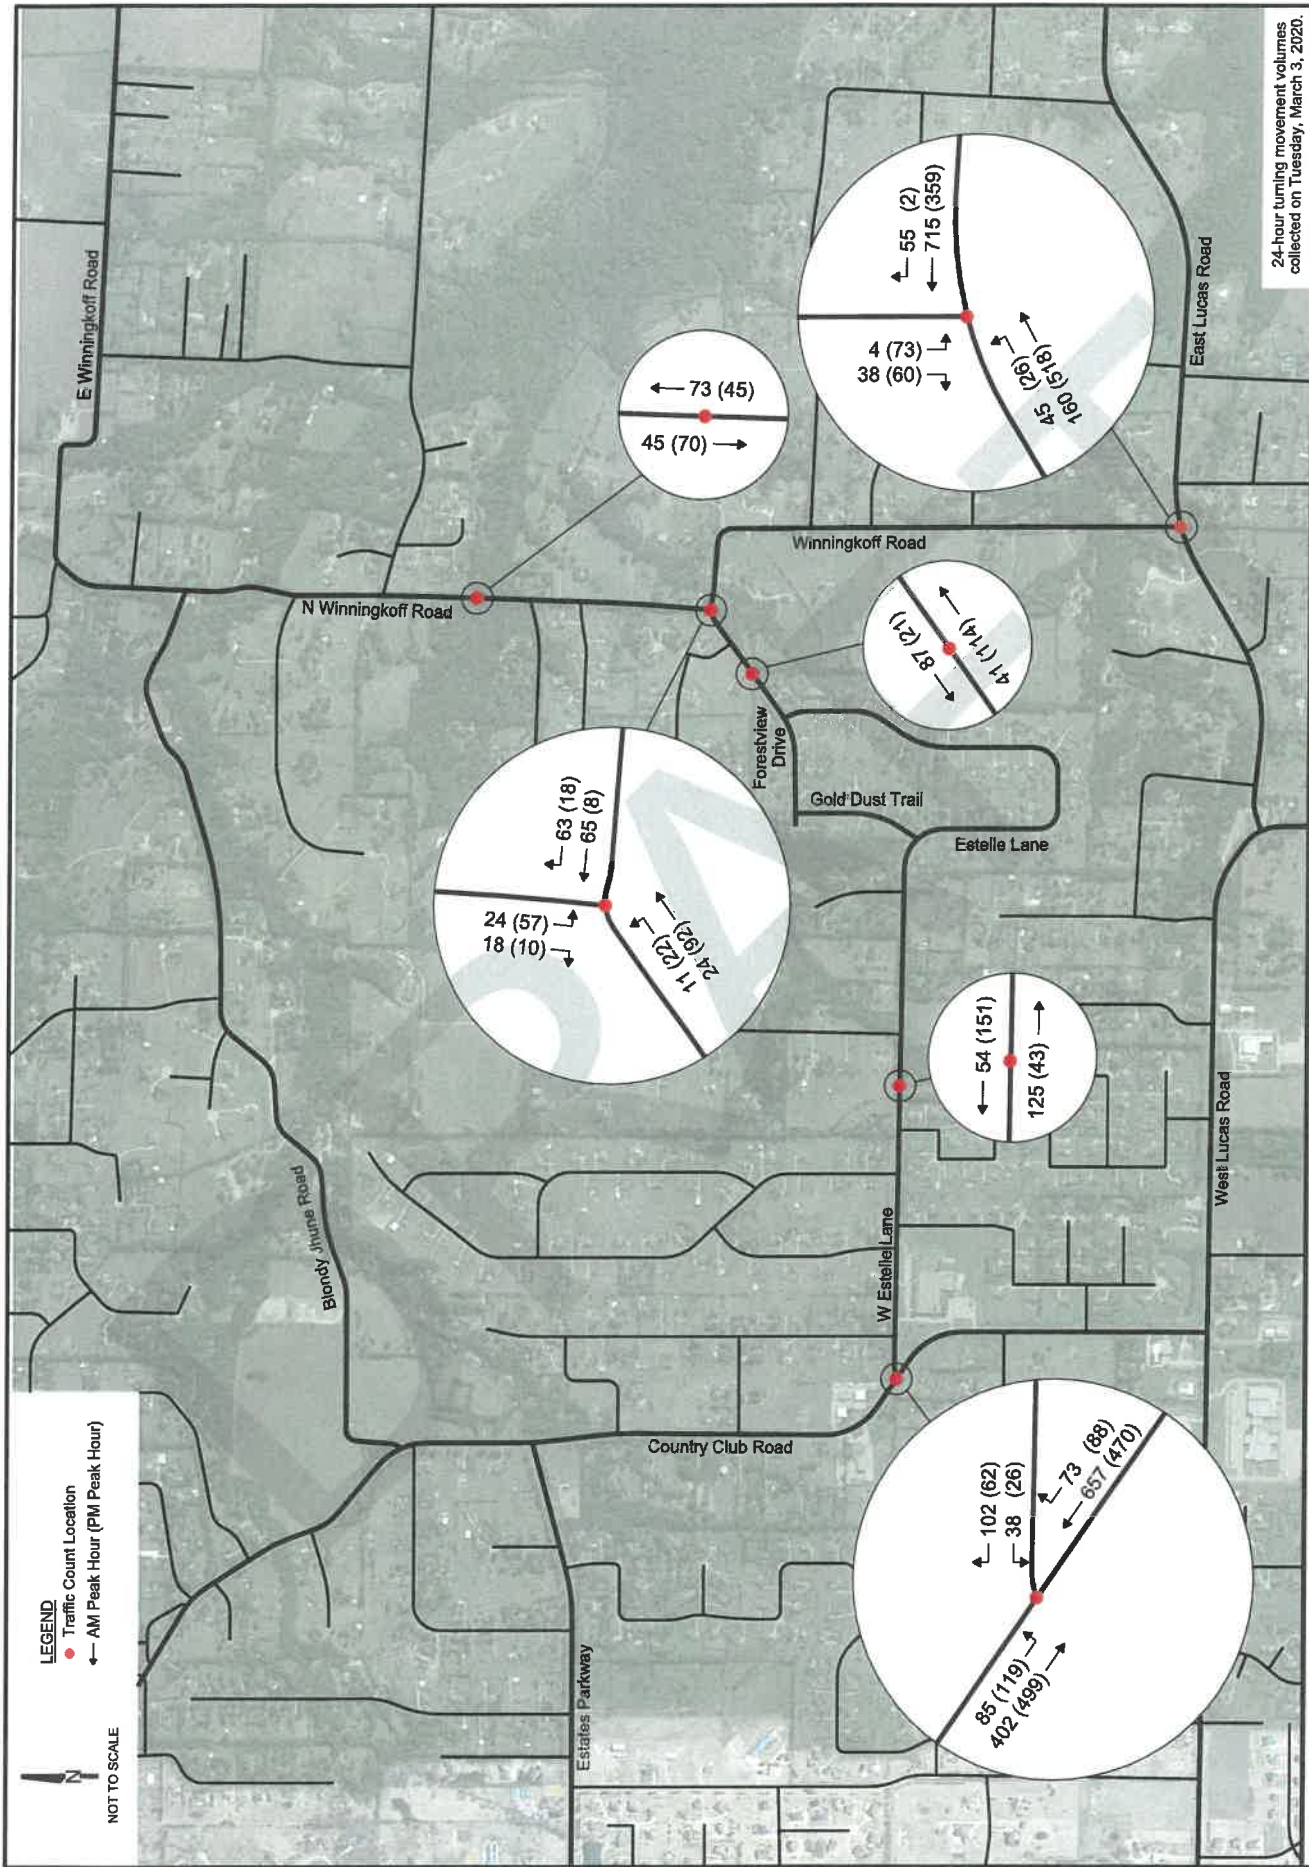 LEGEND
Traffic Count Location
AM Peak Hour (PM Peak Hour)
N
NOT TO SCALE
E Winningkoff Road
N Winningkoff Road
Blondy Jhune Road
Estates Parkway
Country Club Road
W Estelle Lane
Estelle Lane
Gold Dust Trail
Forestview
Drive
Winningkoff Road
West Lucas Road
East Lucas Road
73 (45)
45 (70)
63 (18)
65 (8)
24 (57)
18 (10)
11 (22)
24 (92)
87 (21)
41 (114)
55 (2)
715 (359)
4 (73)
38 (60)
45 (26)
160 (518)
54 (151)
125 (43)
102 (62)
38 (26)
73 (88)
657 (470)
85 (119)
402 (499)
24-hour turning movement volumes
collected on Tuesday, March 3, 2020.